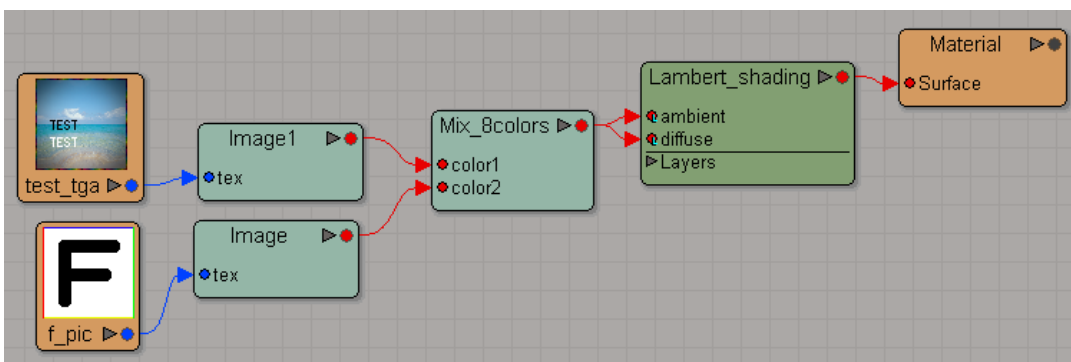 TEST
TEST
test_tga
Image1
tex
F
f_pic
Image
tex
Mix_8colors
color1
color2
Lambert_shading
ambient
diffuse
Layers
Material
Surface